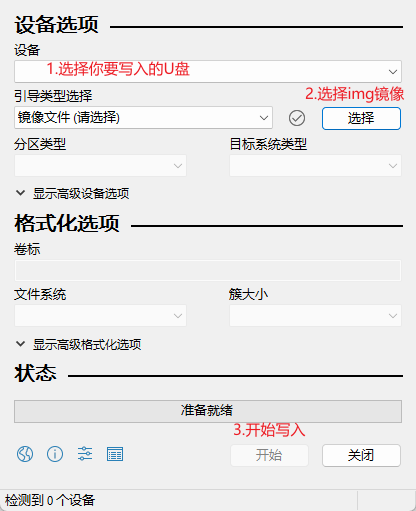 设备选项
设备
1.选择你要写入的U盘
引导类型选择
2.选择img镜像
镜像文件 (请选择)
选择
分区类型
目标系统类型
显示高级设备选项
格式化选项
卷标
文件系统
簇大小
显示高级格式化选项
状态
准备就绪
3.开始写入
开始
关闭
检测到 0 个设备